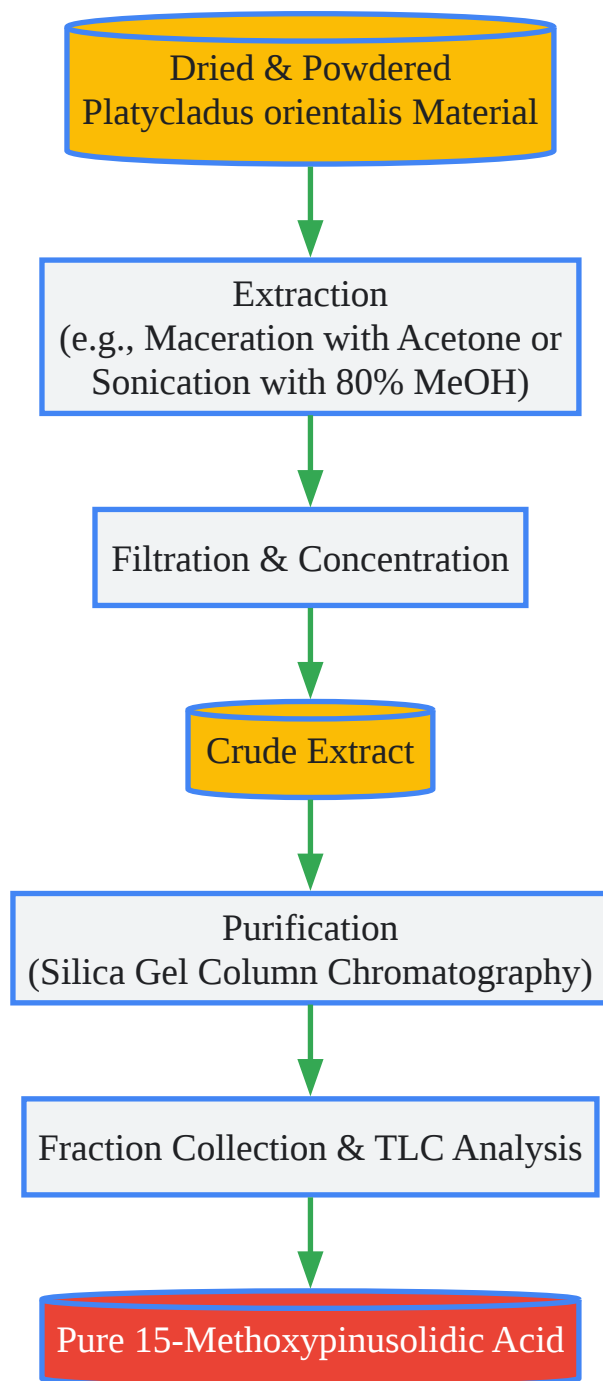 Dried & Powdered
Platycladus orientalis Material
Extraction
(e.g., Maceration with Acetone or
Sonication with 80% MeOH)
Filtration & Concentration
Crude Extract
Purification
(Silica Gel Column Chromatography)
Fraction Collection & TLC Analysis
Pure 15-Methoxypinusolidic Acid